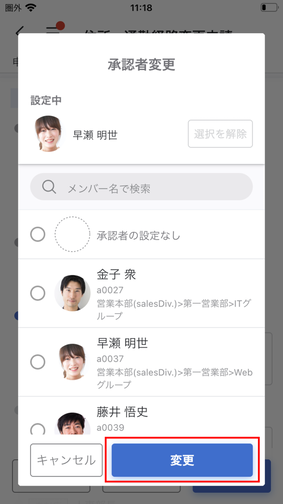 圏外 11:18
承認者変更
設定中
早瀬 明世
選択を解除
メンバー名で検索
承認者の設定なし
金子 衆
a0027
営業本部(salesDiv.)>第一営業部>ITグ
ループ
早瀬 明世
a0037
営業本部(salesDiv.)>第一営業部>Web
グループ
藤井 悟史
a0039
キャンセル
変更